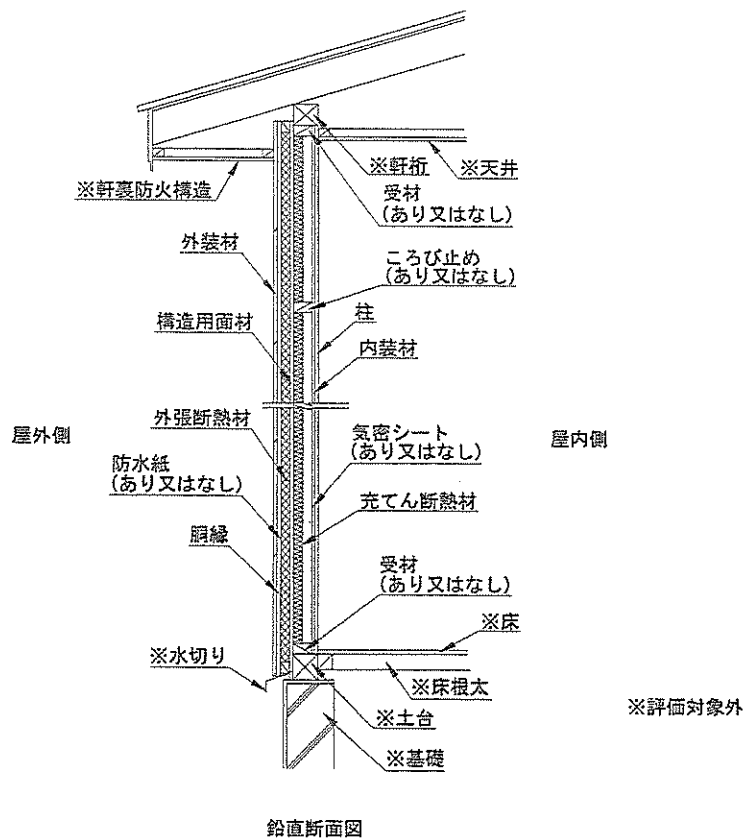 ※軒桁
※天井
※軒裏防火構造
受材
(あり又はなし)
外装材
ころび止め
(あり又はなし)
構造用面材
柱
内装材
屋外側
外張断熱材
気密シート
(あり又はなし)
屋内側
防水紙
(あり又はなし)
充てん断熱材
胴縁
受材
(あり又はなし)
※床
※水切り
※床根太
※評価対象外
※土台
※基礎
鉛直断面図